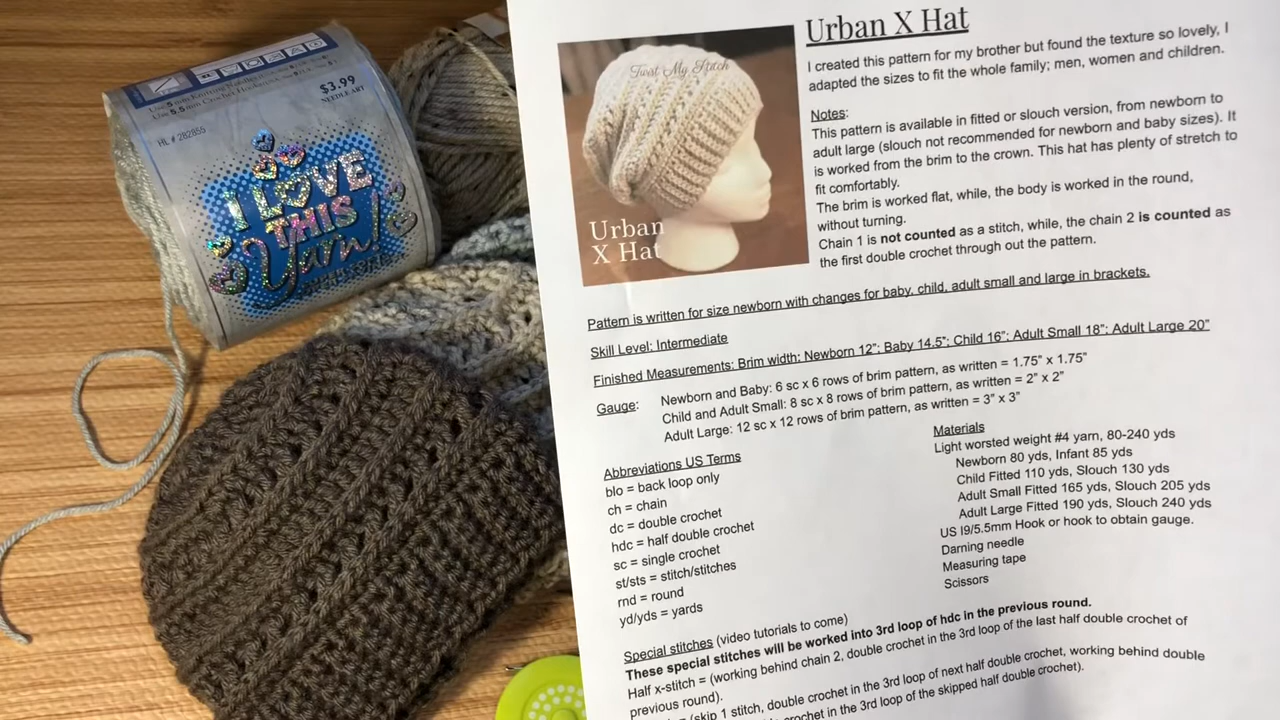 Use 5 mm Knitting Needles
Use 5.5mm Crochet Hook
$3.99
NEEDLE ART
HL # 282855
I LOVE
THIS
Yarn!
Twist My Stitch
Urban
X Hat
Urban X Hat
I created this pattern for my brother but found the texture so lovely, I
adapted the sizes to fit the whole family; men, women and children.
Notes:
This pattern is available in fitted or slouch version, from newborn to
adult large (slouch not recommended for newborn and baby sizes). It
is worked from the brim to the crown. This hat has plenty of stretch to
fit comfortably.
The brim is worked flat, while, the body is worked in the round,
without turning.
Chain 1 is not counted as a stitch, while, the chain 2 is counted as
the first double crochet through out the pattern.
Pattern is written for size newborn with changes for baby, child, adult small and large in brackets.
Skill Level: Intermediate
Finished Measurements: Brim width: Newborn 12"; Baby 14.5"; Child 16"; Adult Small 18"; Adult Large 20"
Gauge: Newborn and Baby: 6 sc x 6 rows of brim pattern, as written = 1.75" x 1.75"
Child and Adult Small: 8 sc x 8 rows of brim pattern, as written = 2" x 2"
Adult Large: 12 sc x 12 rows of brim pattern, as written = 3" x 3"
Abbreviations US Terms
blo = back loop only
ch = chain
dc = double crochet
hdc = half double crochet
sc = single crochet
st/sts = stitch/stitches
rnd = round
yd/yds = yards
Materials
Light worsted weight #4 yarn, 80-240 yds
Newborn 80 yds, Infant 85 yds
Child Fitted 110 yds, Slouch 130 yds
Adult Small Fitted 165 yds, Slouch 205 yds
Adult Large Fitted 190 yds, Slouch 240 yds
US I9/5.5mm Hook or hook to obtain gauge.
Darning needle
Measuring tape
Scissors
Special stitches (video tutorials to come)
These special stitches will be worked into 3rd loop of hdc in the previous round.
Half x-stitch = (working behind chain 2, double crochet in the 3rd loop of the last half double crochet of
previous round).
= (skip 1 stitch, double crochet in the 3rd loop of next half double crochet, working behind double
crochet in the 3rd loop of the skipped half double crochet).